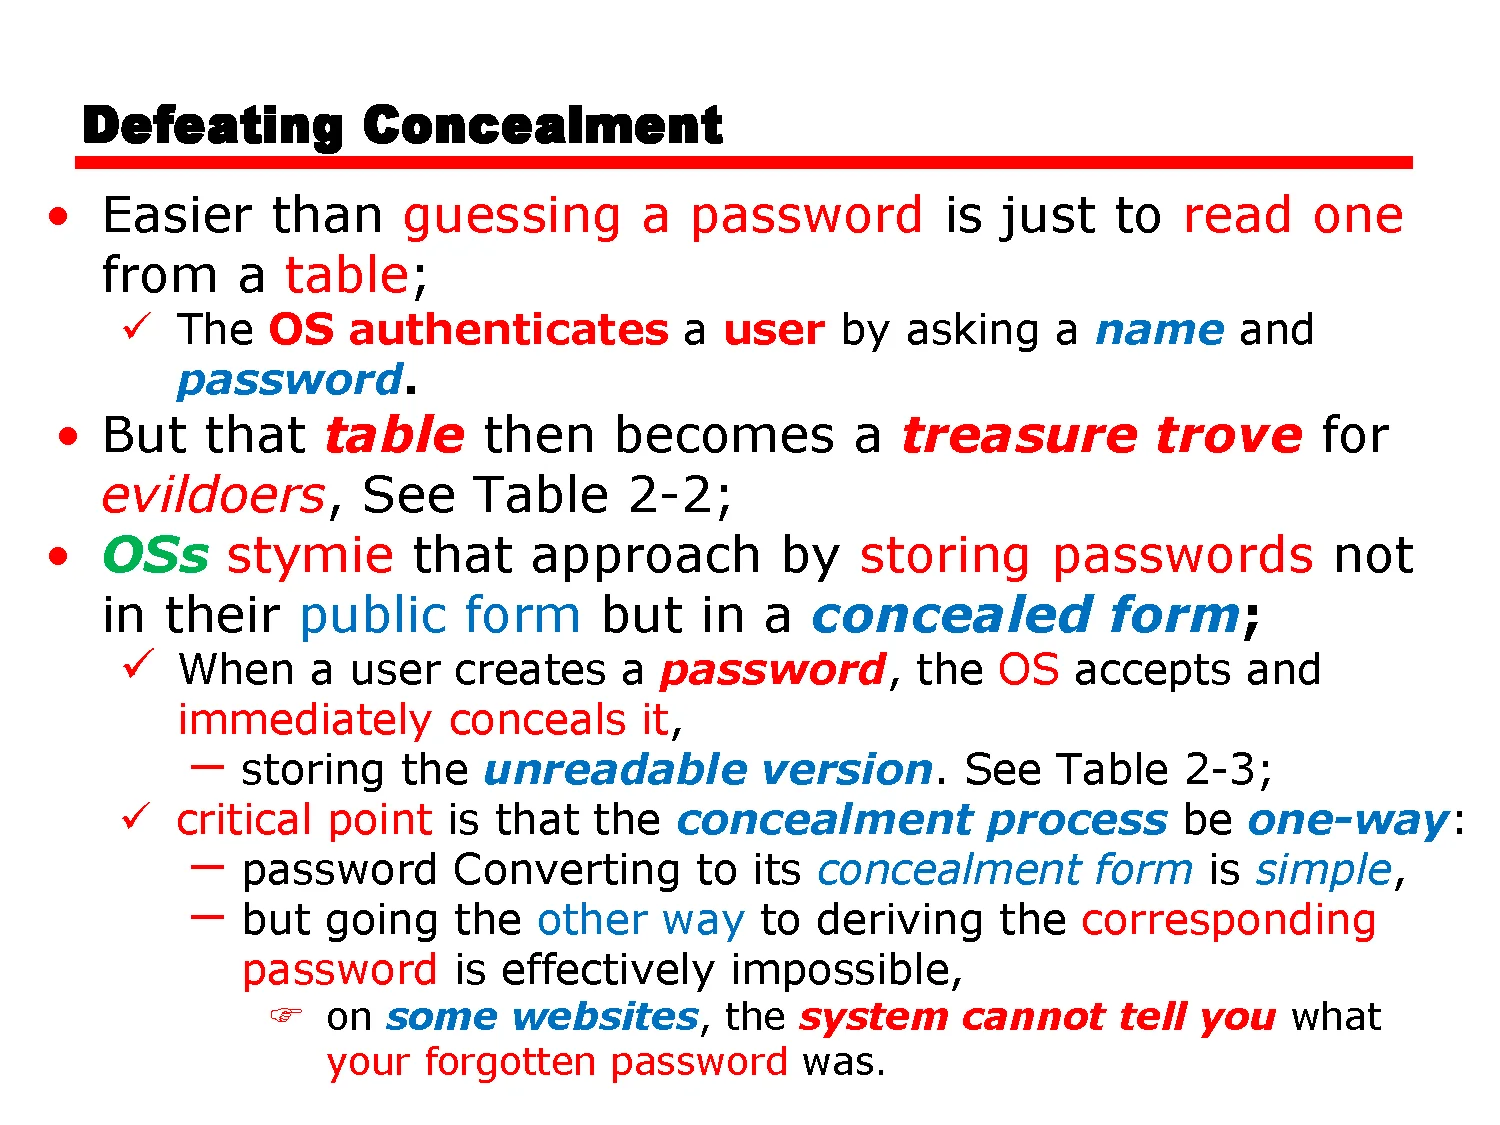 Defeating Concealment
• Easier than guessing a password is just to read one
from a table;
✓ The OS authenticates a user by asking a name and
password.
• But that table then becomes a treasure trove for
evildoers, See Table 2-2;
• OSs stymie that approach by storing passwords not
in their public form but in a concealed form;
✓ When a user creates a password, the OS accepts and
immediately conceals it,
– storing the unreadable version. See Table 2-3;
✓ critical point is that the concealment process be one-way:
– password Converting to its concealment form is simple,
– but going the other way to deriving the corresponding
password is effectively impossible,
☞ on some websites, the system cannot tell you what
your forgotten password was.